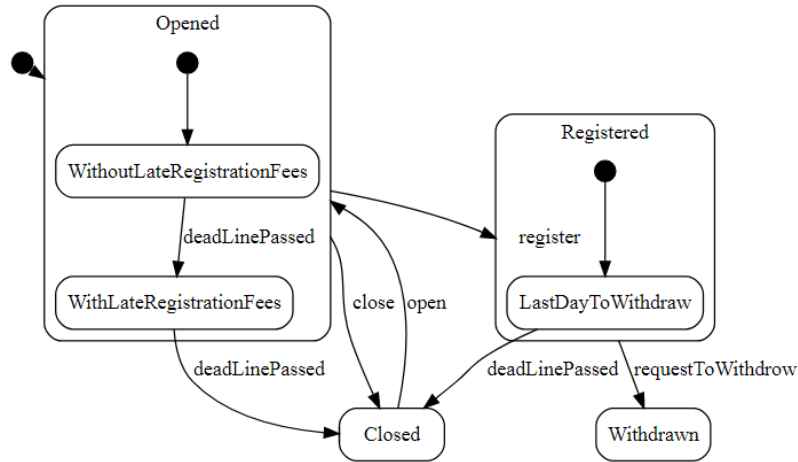 Opened
Registered
WithoutLateRegistrationFees
deadLinePassed
register
WithLateRegistrationFees
close
open
LastDayToWithdraw
deadLinePassed
deadLinePassed
requestToWithdrow
Closed
Withdrawn